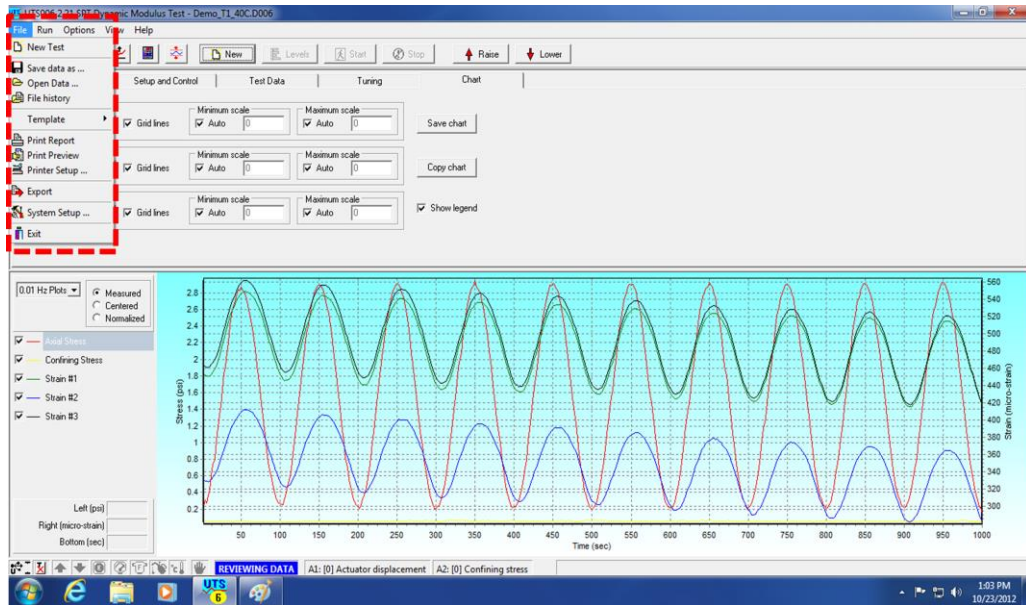 UTS006 2.21 SPT Dynamic Modulus Test - Demo_T1_40C.D006
File Run Options View Help
New Levels Start Stop Raise Lower
New Test
Save data as ...
Open Data ...
File history
Template
Print Report
Print Preview
Printer Setup ...
Export
System Setup ...
Exit
Setup and Control Test Data Tuning Chart
Minimum scale Maximum scale
Grid lines Auto 0 Auto 0 Save chart
Minimum scale Maximum scale
Grid lines Auto 0 Auto 0 Copy chart
Minimum scale Maximum scale
Grid lines Auto 0 Auto 0 Show legend
0.01 Hz Plots
Measured
Centered
Normalized
Axial Stress
Confining Stress
Strain #1
Strain #2
Strain #3
Left (psi)
Right (micro-strain)
Bottom (sec)
Stress (psi)
2.8
2.6
2.4
2.2
2
1.8
1.6
1.4
1.2
1
0.8
0.6
0.4
0.2
560
540
520
500
480
460
440
420
400
380
360
340
320
300
Strain (micro-strain)
50 100 150 200 250 300 350 400 450 500 550 600 650 700 750 800 850 900 950 1000
Time (sec)
REVIEWING DATA A1: [0] Actuator displacement A2: [0] Confining stress
UTS
6
1:03 PM
10/23/2012